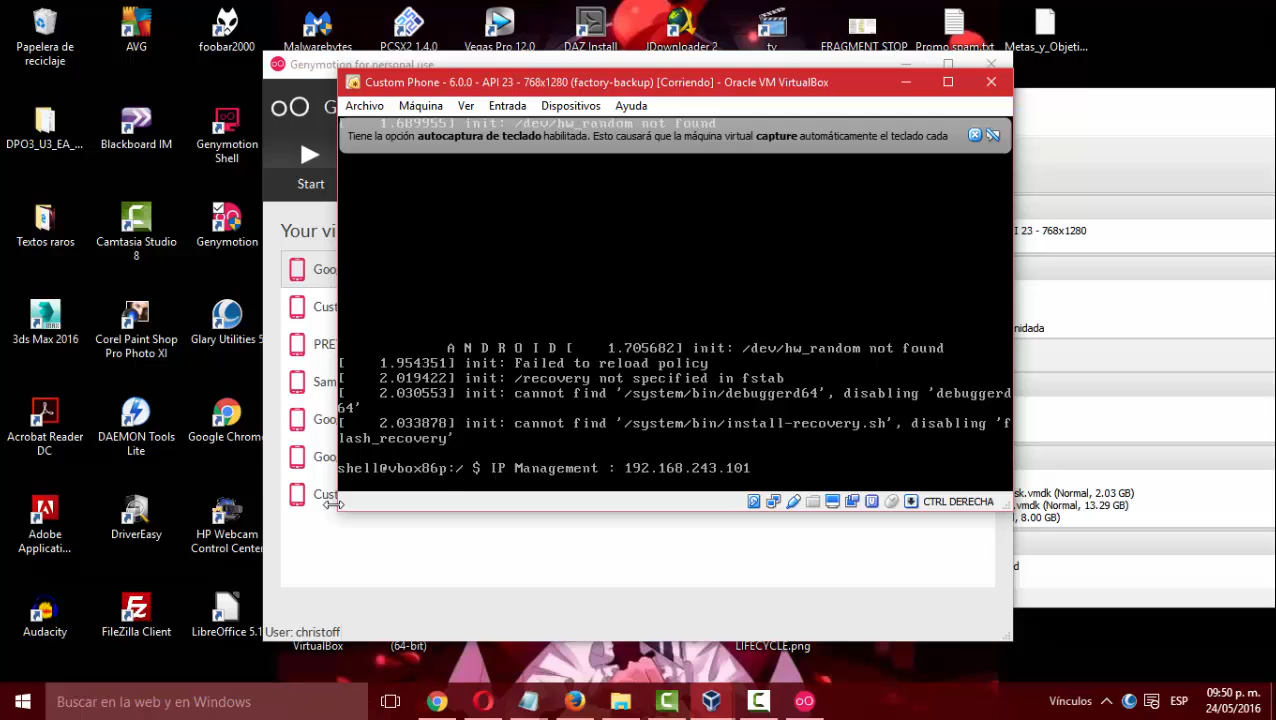 Papelera de
reciclaje
AVG
foobar2000
Malwarebytes
PCSX2 1.4.0
Vegas Pro 12.0
DAZ Install
JDownloader 2
tv
FRAGMENT STOP
Promo spam.txt
Metas_y_Objeti...
Genymotion for personal use
Custom Phone - 6.0.0 - API 23 - 768x1280 (factory-backup) [Corriendo] - Oracle VM VirtualBox
Archivo Máquina Ver Entrada Dispositivos Ayuda
[ 1.689955] init: /dev/hw_random not found
Tiene la opción autocaptura de teclado habilitada. Esto causará que la máquina virtual capture automáticamente el teclado cada
G
DPO3_U3_EA_...
Blackboard IM
Genymotion
Shell
Start
Your vi
I 23 - 768x1280
Textos raros
Camtasia Studio
8
Genymotion
Goo
Cust
PRE
Sam
Goo
Goo
Cust
nidada
3ds Max 2016
Corel Paint Shop
Pro Photo XI
Glary Utilities 5
A N D R O I D [ 1.705682] init: /dev/hw_random not found
[ 1.954351] init: Failed to reload policy
[ 2.019422] init: /recovery not specified in fstab
[ 2.030553] init: cannot find '/system/bin/debuggerd64', disabling 'debuggerd
64'
[ 2.033878] init: cannot find '/system/bin/install-recovery.sh', disabling 'f
lash_recovery'
shell@vbox86p:/ $ IP Management : 192.168.243.101
CTRL DERECHA
Acrobat Reader
DC
DAEMON Tools
Lite
Google Chrome
sk.vmdk (Normal, 2.03 GB)
.vmdk (Normal, 13.29 GB)
, 8.00 GB)
d
Adobe
Applicati...
DriverEasy
HP Webcam
Control Center
Audacity
FileZilla Client
LibreOffice 5.1
User: christoff
VirtualBox
(64-bit)
LIFECYCLE.png
Buscar en la web y en Windows
Vínculos
ESP
09:50 p. m.
24/05/2016